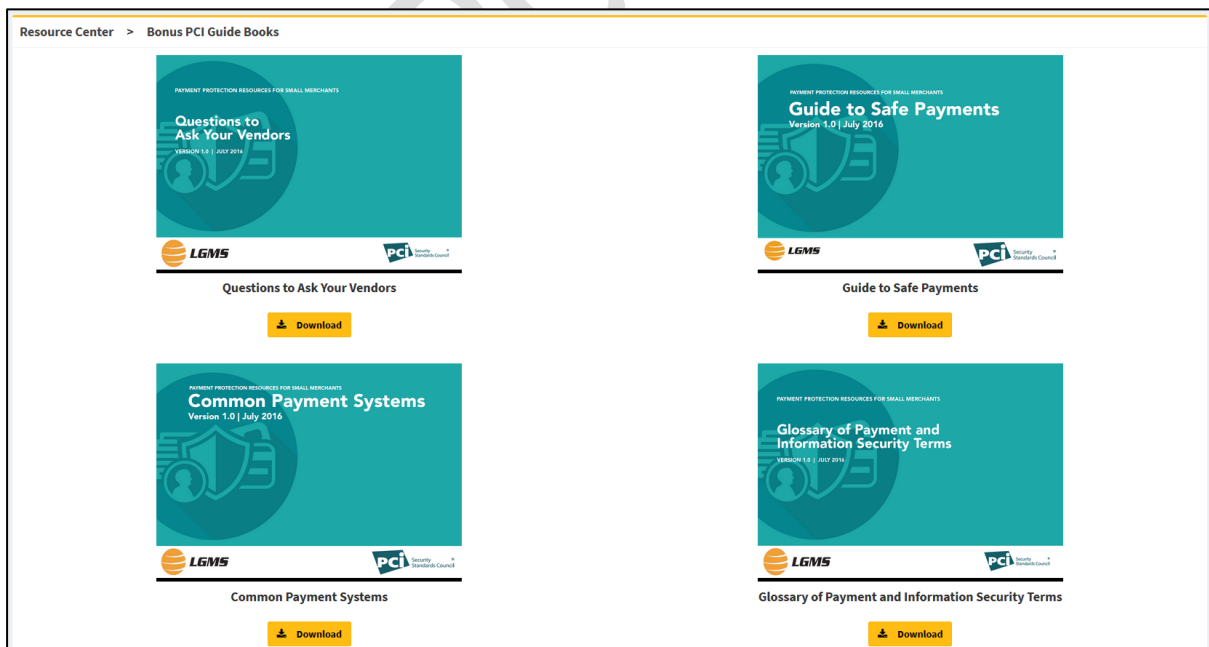 Resource Center > Bonus PCI Guide Books
PAYMENT PROTECTION RESOURCES FOR SMALL MERCHANTS
Questions to
Ask Your Vendors
VERSION 1.0 | JULY 2016
LGMS
PCI Security
Standards Council
Questions to Ask Your Vendors
Download
PAYMENT PROTECTION RESOURCES FOR SMALL MERCHANTS
Guide to Safe Payments
Version 1.0 | July 2016
LGMS
PCI Security
Standards Council
Guide to Safe Payments
Download
PAYMENT PROTECTION RESOURCES FOR SMALL MERCHANTS
Common Payment Systems
Version 1.0 | July 2016
LGMS
PCI Security
Standards Council
Common Payment Systems
Download
PAYMENT PROTECTION RESOURCES FOR SMALL MERCHANTS
Glossary of Payment and
Information Security Terms
VERSION 1.0 | JULY 2016
LGMS
PCI Security
Standards Council
Glossary of Payment and Information Security Terms
Download